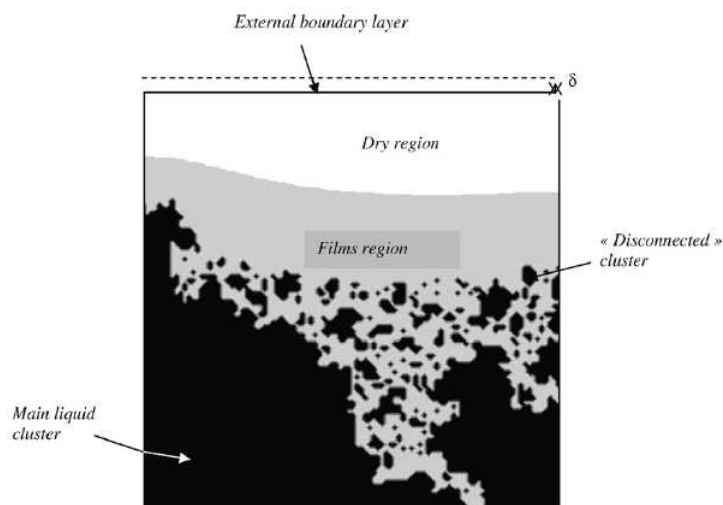 External boundary layer
δ
Dry region
Films region
« Disconnected »
cluster
Main liquid
cluster